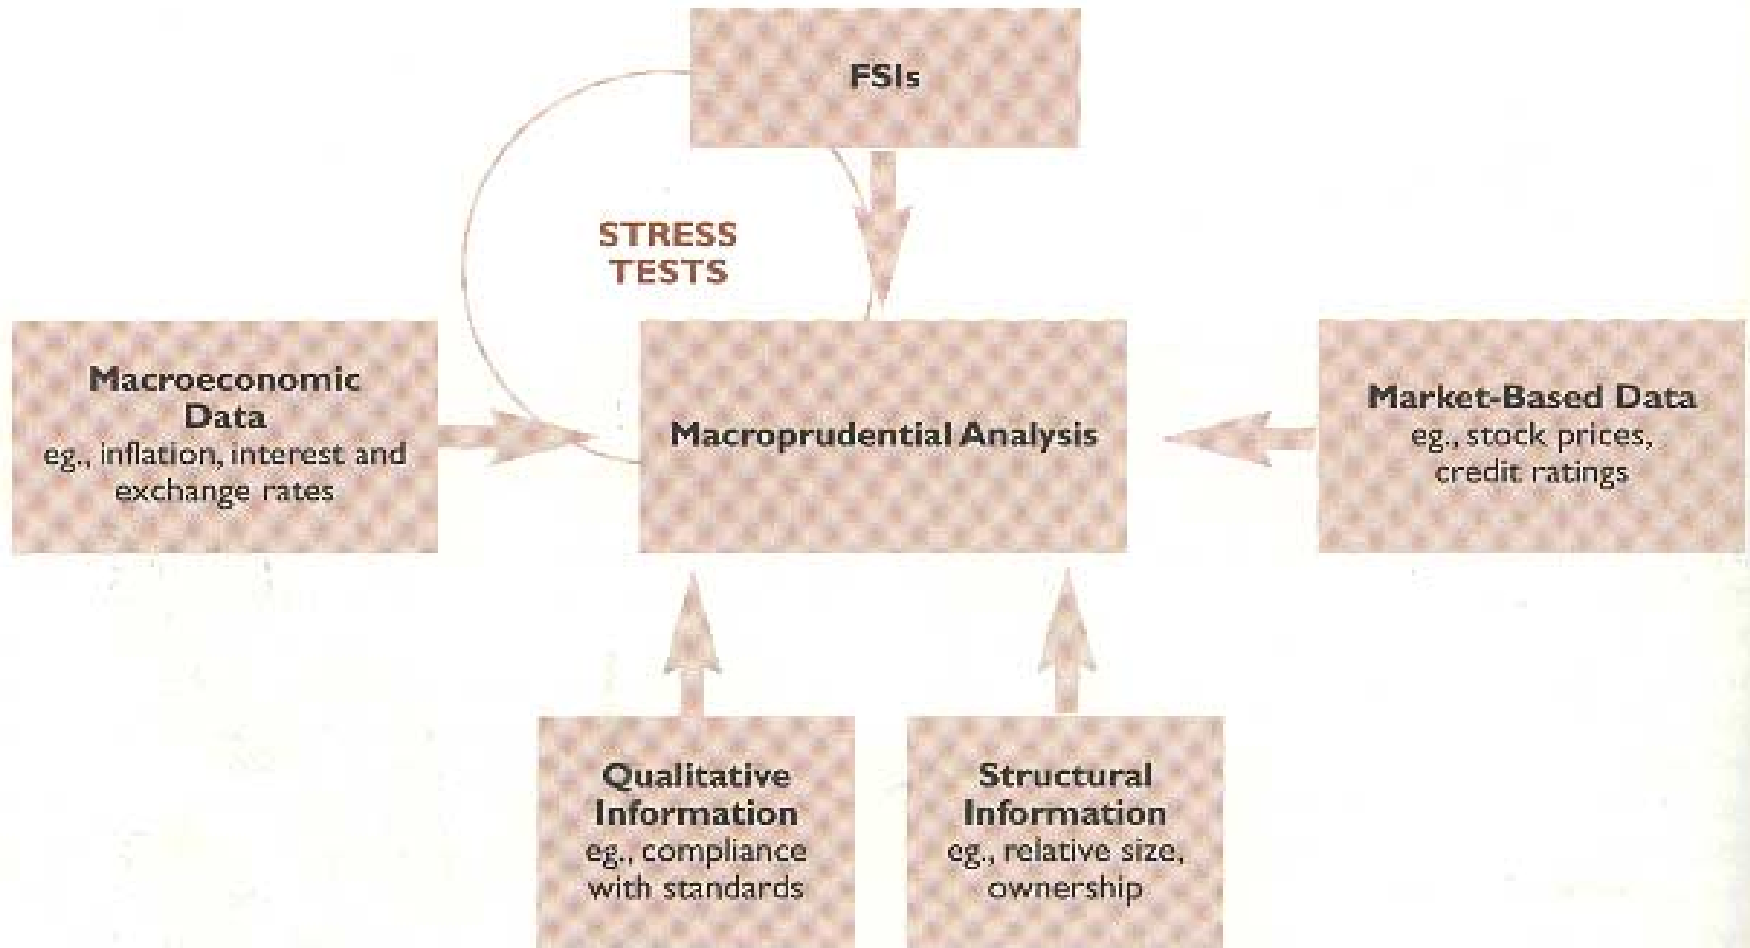 FSIs
STRESS
TESTS
Macroeconomic
Data
eg., inflation, interest and
exchange rates
Macroprudential Analysis
Market-Based Data
eg., stock prices,
credit ratings
Qualitative
Information
eg., compliance
with standards
Structural
Information
eg., relative size,
ownership